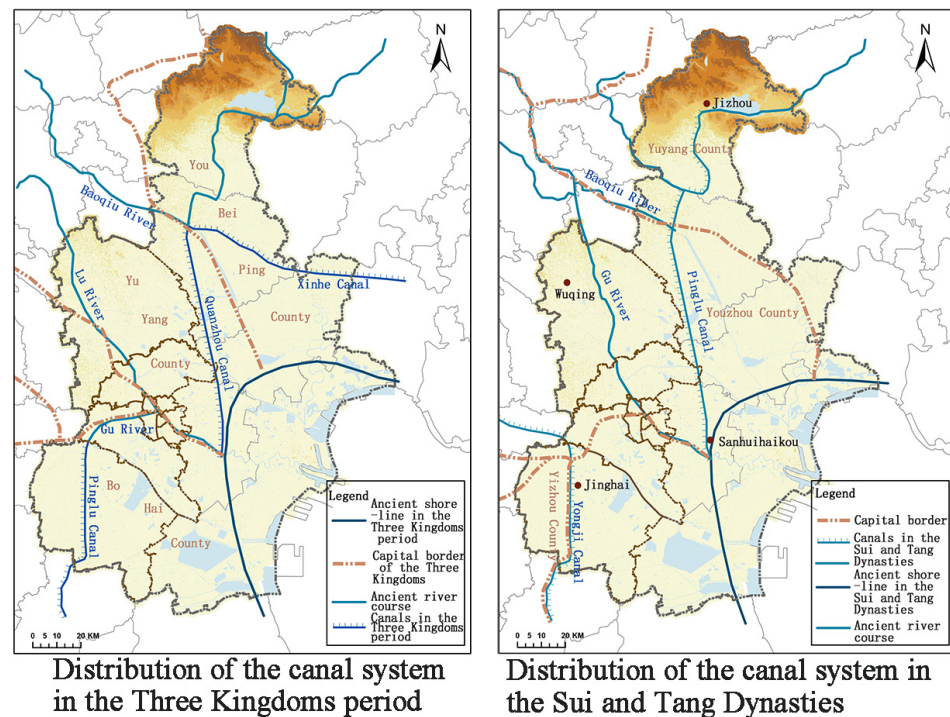 N
You
Baoqiu River
Bei
Ping
Xinhe Canal
Yu
Lu River
Yang
Quanzhou Canal
County
County
Gu River
Pinglu Canal
Bo
Hai
County
Legend
Ancient shore
-line in the
Three Kingdoms
period
Capital border
of the Three
Kingdoms
Ancient river
course
Canals in the
Three Kingdoms
period
0 5 10 20 KM
Distribution of the canal system
in the Three Kingdoms period
N
Jizhou
Yuyang Count
Baoqiu Riber
Wuqing
Gu River
Pinglu Canal
Youzhou County
Sanhuihaikou
Jinghai
Yizhou County
Yongji Canal
Legend
Capital border
Canals in the
Sui and Tang
Dynasties
Ancient shore
-line in the
Sui and Tang
Dynasties
Ancient river
course
0 5 10 20 KM
Distribution of the canal system in
the Sui and Tang Dynasties